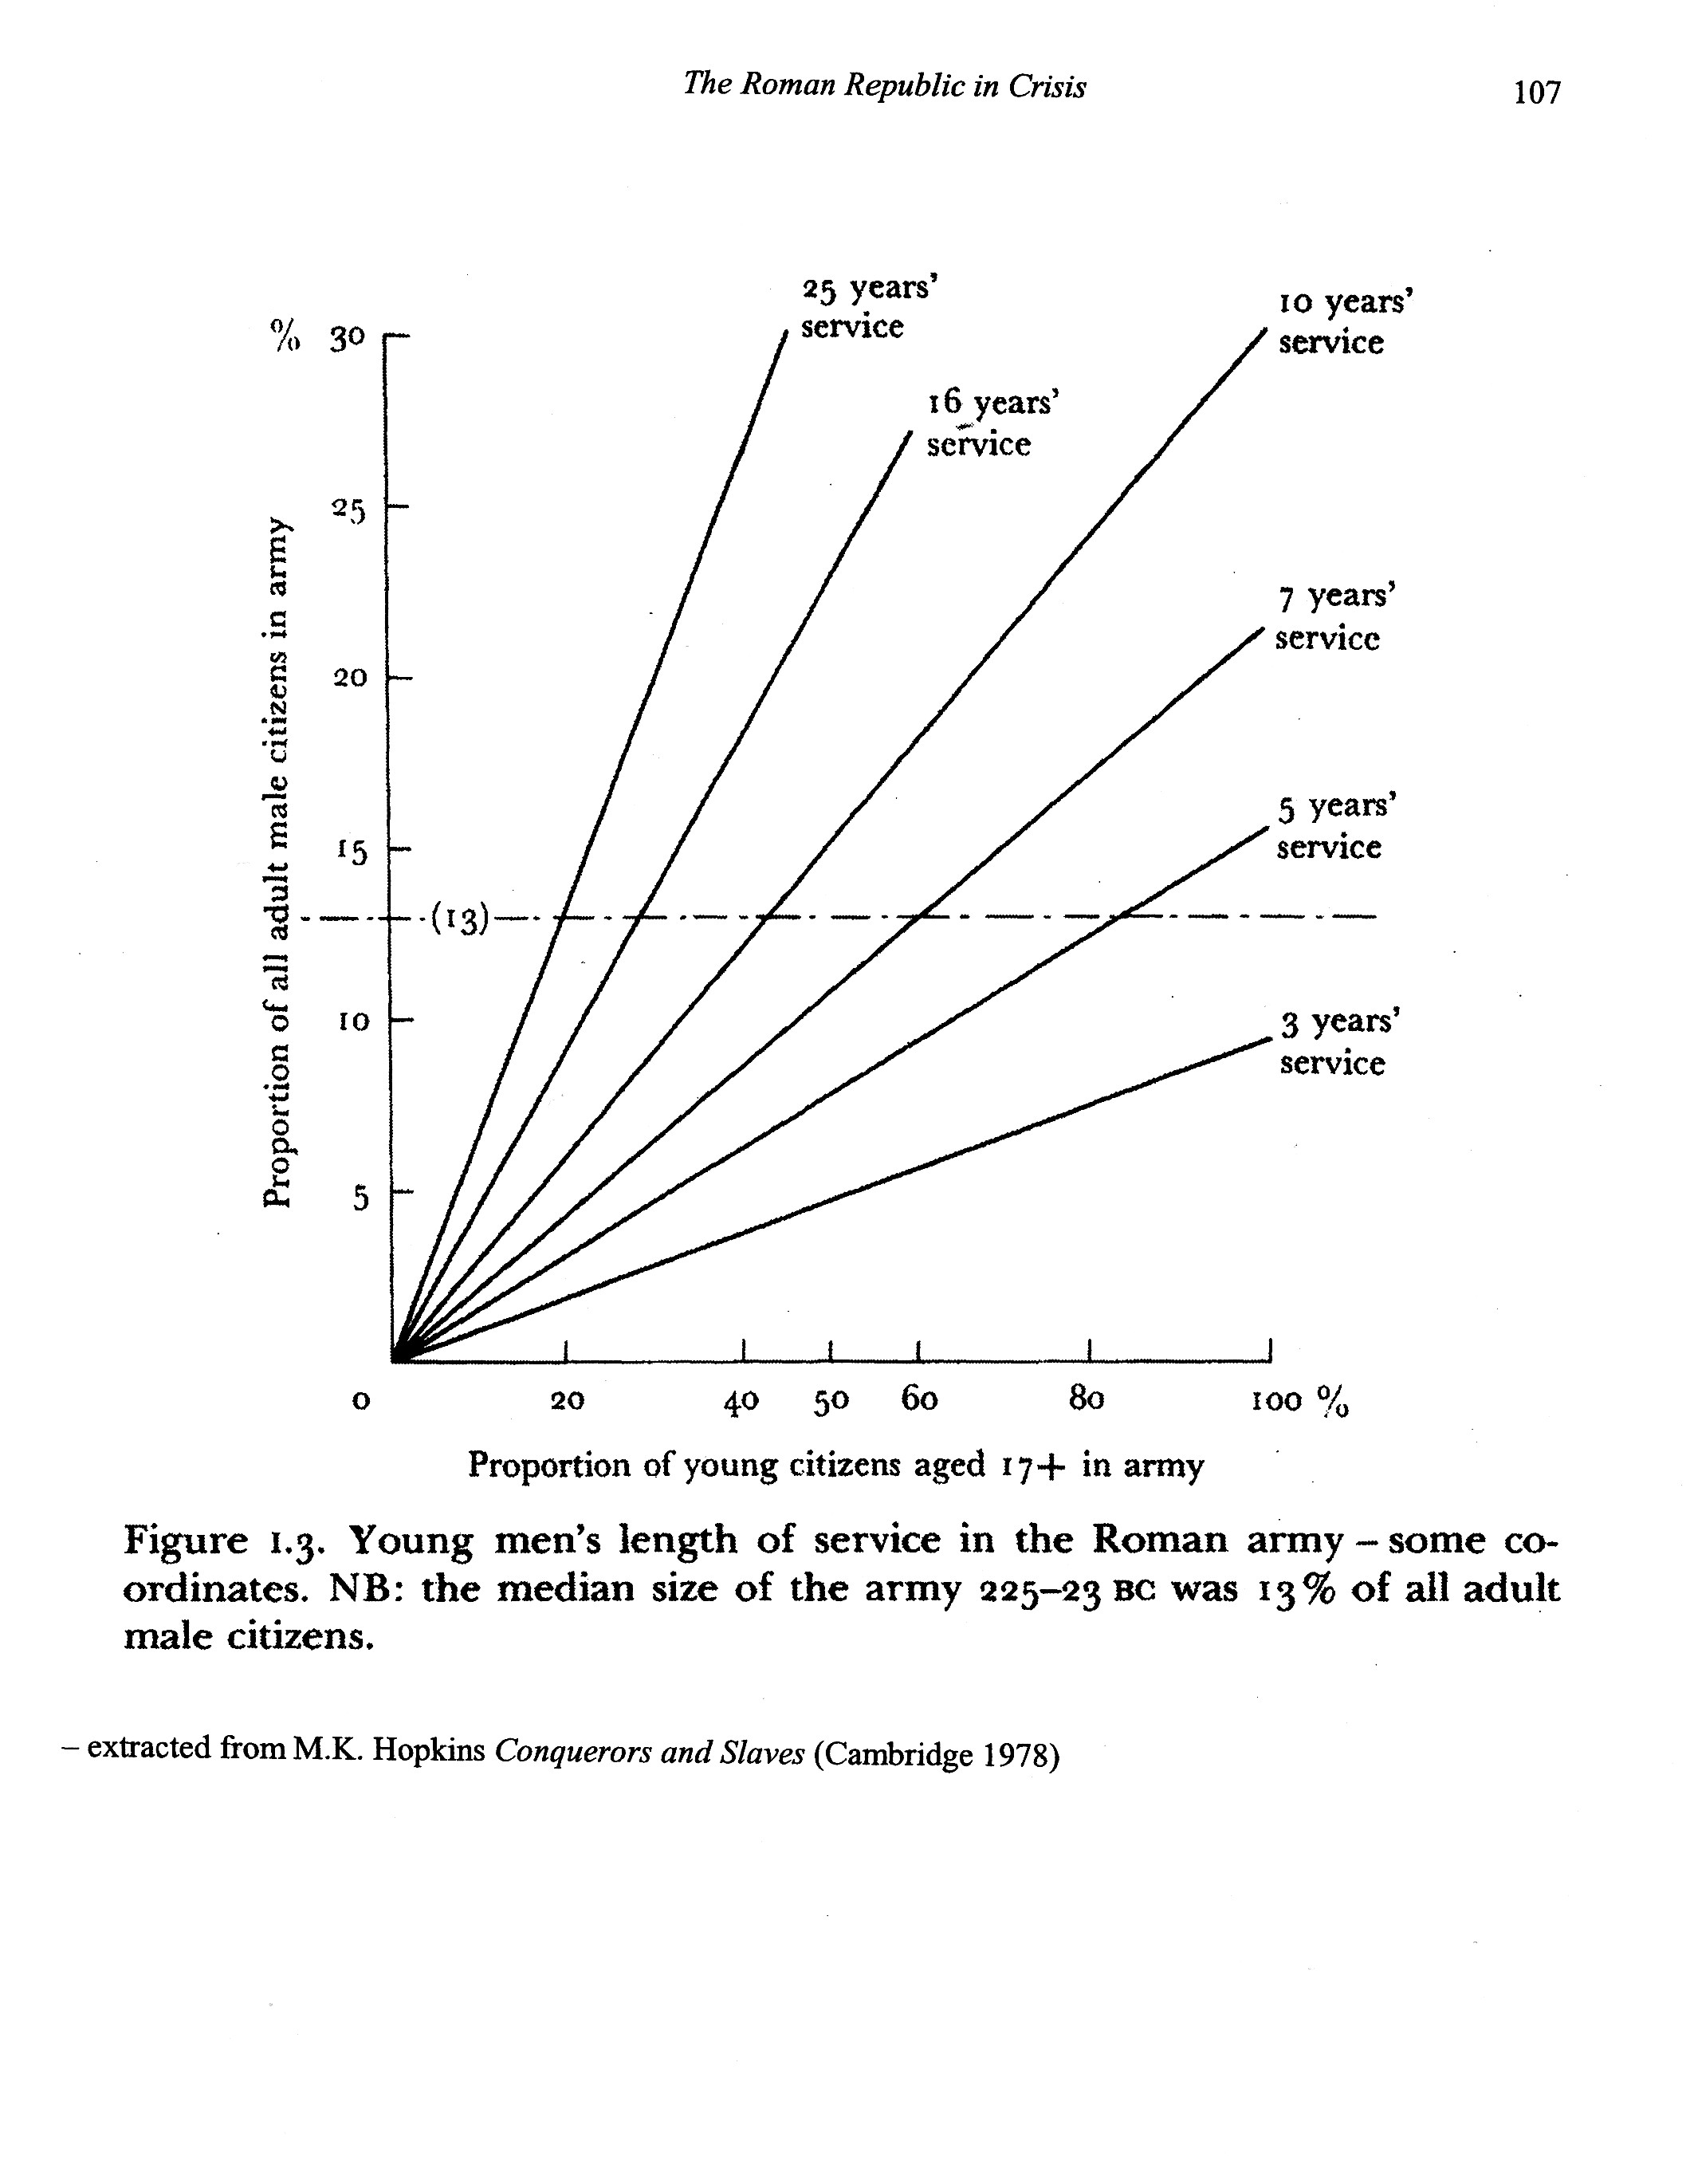 The Roman Republic in Crisis 107
25 years'
service
10 years'
service
16 years'
service
% 30
25
7 years'
service
20
5 years'
service
15
(13)
3 years'
service
10
5
Proportion of all adult male citizens in army
0 20 40 50 60 80 100 %
Proportion of young citizens aged 17+ in army
Figure 1.3. Young men's length of service in the Roman army – some co-
ordinates. NB: the median size of the army 225–23 BC was 13% of all adult
male citizens.
– extracted from M.K. Hopkins Conquerors and Slaves (Cambridge 1978)